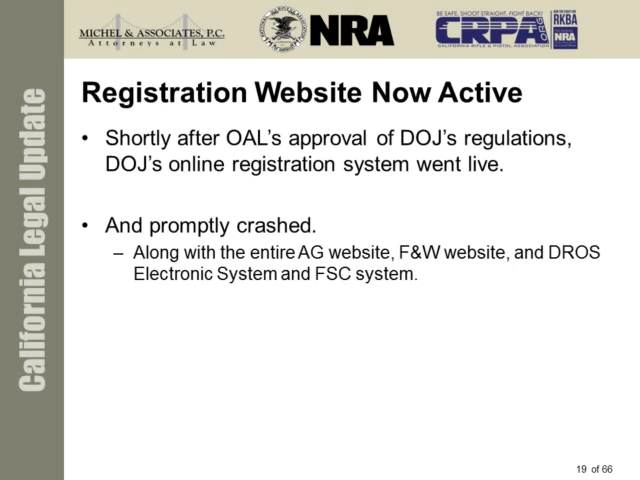 MICHEL & ASSOCIATES, P.C.
Attorneys at Law
NRA
BE SAFE, SHOOT STRAIGHT, FIGHT BACK!
CRPA
.ORG
CALIFORNIA RIFLE & PISTOL ASSOCIATION
RKBA
NRA
California Legal Update
Registration Website Now Active
• Shortly after OAL’s approval of DOJ’s regulations,
DOJ’s online registration system went live.
• And promptly crashed.
– Along with the entire AG website, F&W website, and DROS
Electronic System and FSC system.
19 of 66